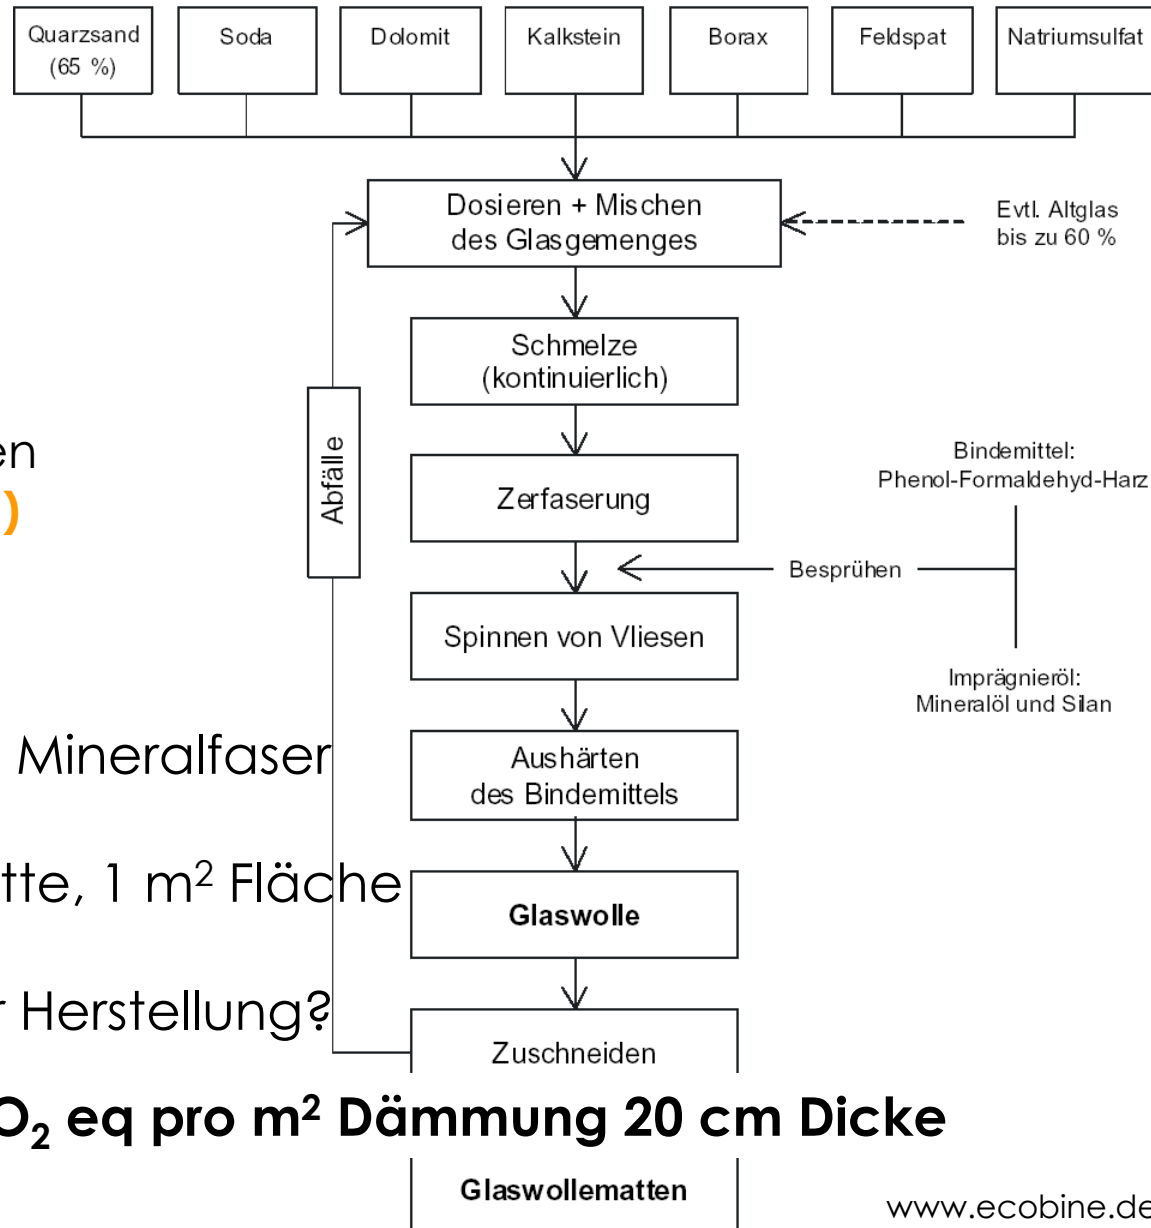 Quarzsand
(65 %)
Soda
Dolomit
Kalkstein
Borax
Feldspat
Natriumsulfat
Dosieren + Mischen
des Glasgemenges
Evtl. Altglas
bis zu 60 %
Schmelze
(kontinuierlich)
Abfälle
en
)
Zerfaserung
Bindemittel:
Phenol-Formaldehyd-Harz
Besprühen
Spinnen von Vliesen
Imprägnieröl:
Mineralöl und Silan
Mineralfaser
Aushärten
des Bindemittels
tte, 1 m² Fläche
Glaswolle
r Herstellung?
Zuschneiden
O₂ eq pro m² Dämmung 20 cm Dicke
Glaswollematten
www.ecobine.de